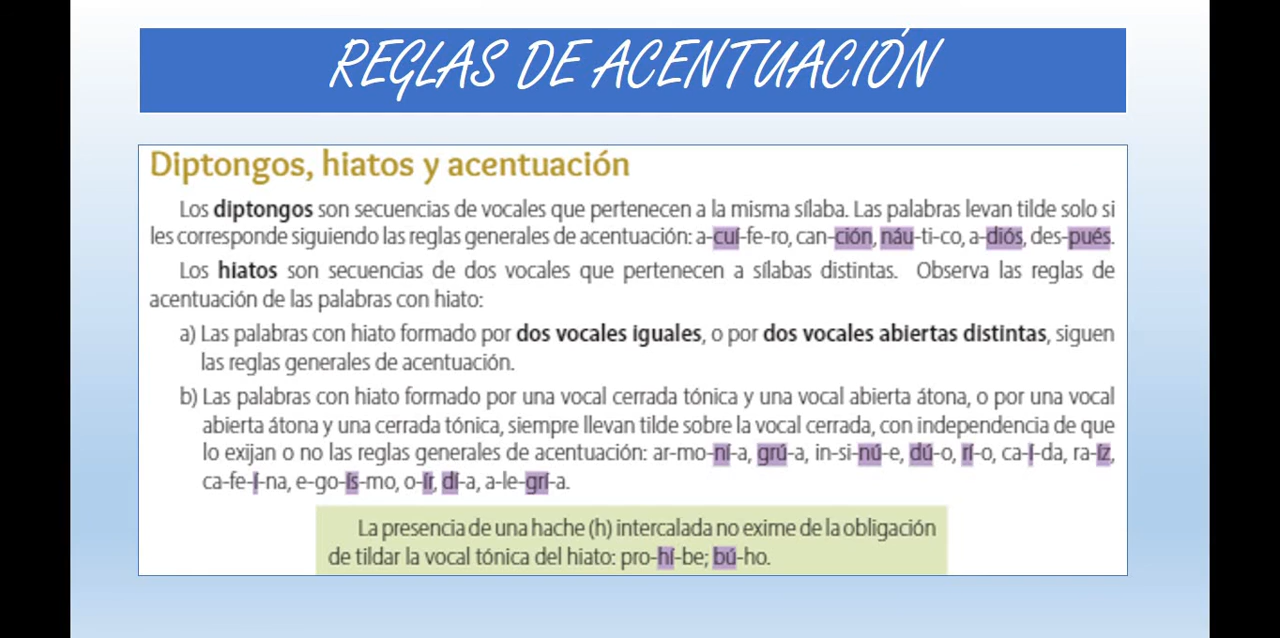 REGLAS DE ACENTUACIÓN
Diptongos, hiatos y acentuación
Los diptongos son secuencias de vocales que pertenecen a la misma sílaba. Las palabras levan tilde solo si
les corresponde siguiendo las reglas generales de acentuación: a-cuí-fe-ro, can-ción, náu-ti-co, a-diós, des-pués.
Los hiatos son secuencias de dos vocales que pertenecen a sílabas distintas. Observa las reglas de
acentuación de las palabras con hiato:
a) Las palabras con hiato formado por dos vocales iguales, o por dos vocales abiertas distintas, siguen
las reglas generales de acentuación.
b) Las palabras con hiato formado por una vocal cerrada tónica y una vocal abierta átona, o por una vocal
abierta átona y una cerrada tónica, siempre llevan tilde sobre la vocal cerrada, con independencia de que
lo exijan o no las reglas generales de acentuación: ar-mo-ní-a, grú-a, in-si-nú-e, dú-o, rí-o, ca-í-da, ra-íz,
ca-fe-í-na, e-go-ís-mo, o-ír, dí-a, a-le-grí-a.
La presencia de una hache (h) intercalada no exime de la obligación
de tildar la vocal tónica del hiato: pro-hí-be; bú-ho.